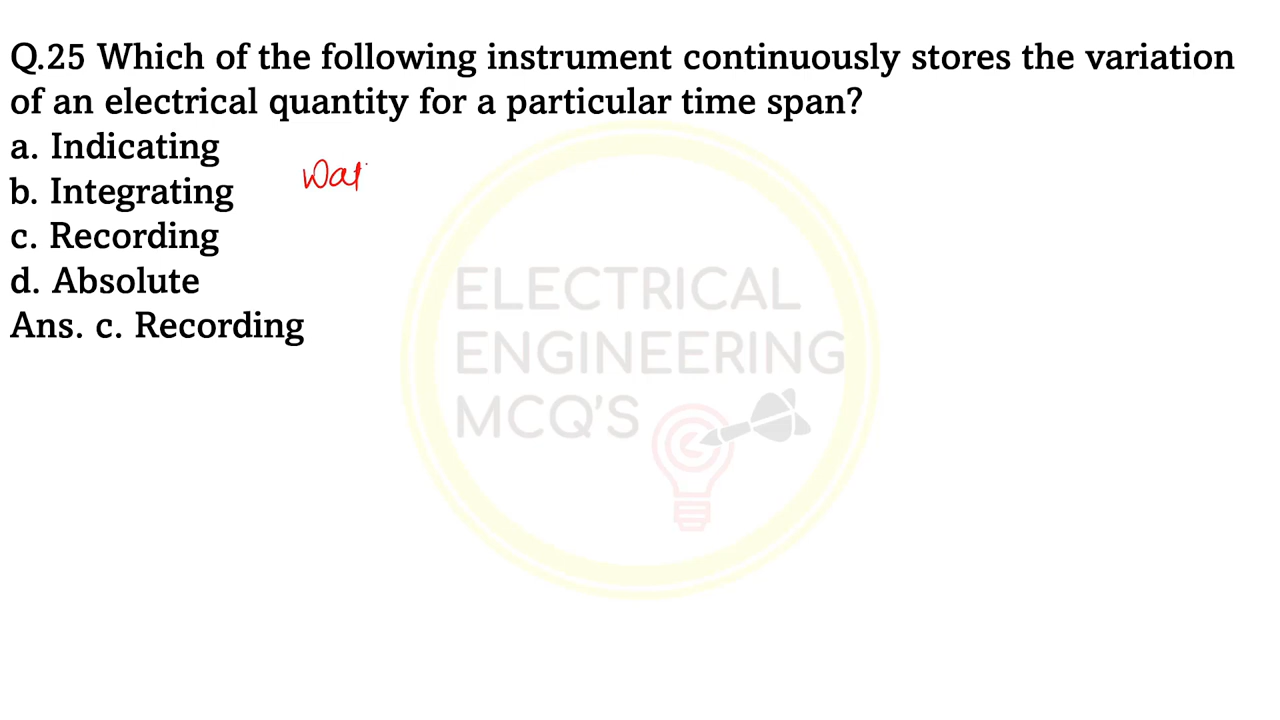 Q.25 Which of the following instrument continuously stores the variation
of an electrical quantity for a particular time span?
a. Indicating
b. Integrating
c. Recording
d. Absolute
Ans. c. Recording
ELECTRICAL
ENGINEERING
MCQ'S